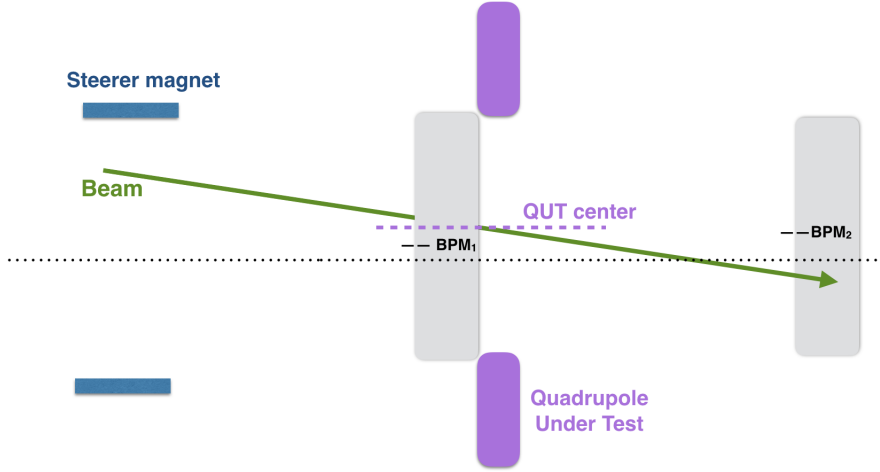 Steerer magnet
Beam
QUT center
BPM₁
BPM₂
Quadrupole
Under Test